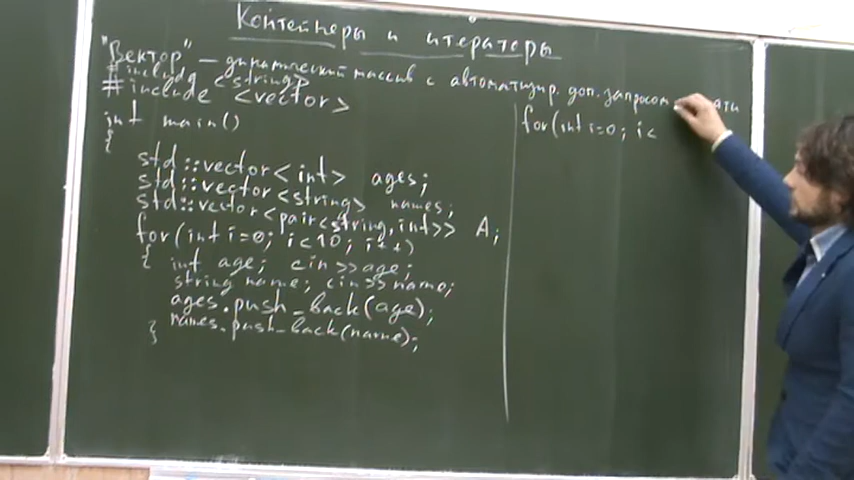 Контейнеры и итераторы
"Вектор" — динамический массив с автоматизир. доп. запросом
#include <string>
#include <vector>
int main()
{
std::vector<int> ages;
std::vector<string> names;
std::vector<pair<string,int>> A;
for(int i=0; i<10; i++)
{ int age; cin>>age;
string name; cin>>name;
ages.push_back(age);
names.push_back(name);
}
for(int i=0; i<